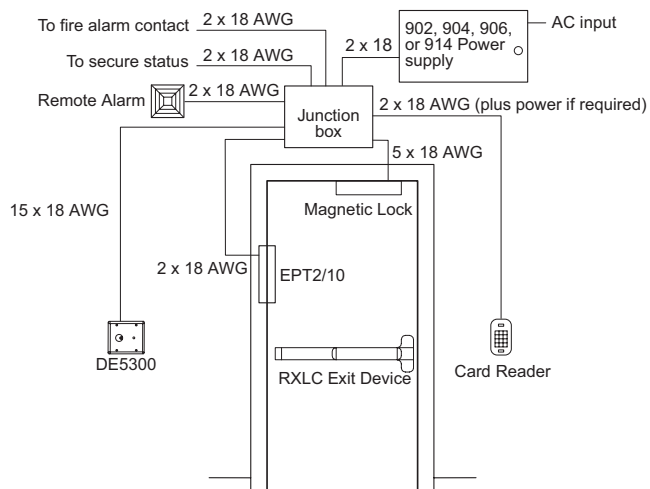 To fire alarm contact
2 x 18 AWG
To secure status
2 x 18 AWG
Remote Alarm
2 x 18 AWG
2 x 18
902, 904, 906,
or 914 Power
supply
AC input
Junction
box
2 x 18 AWG (plus power if required)
5 x 18 AWG
15 x 18 AWG
Magnetic Lock
2 x 18 AWG
EPT2/10
DE5300
RXLC Exit Device
Card Reader